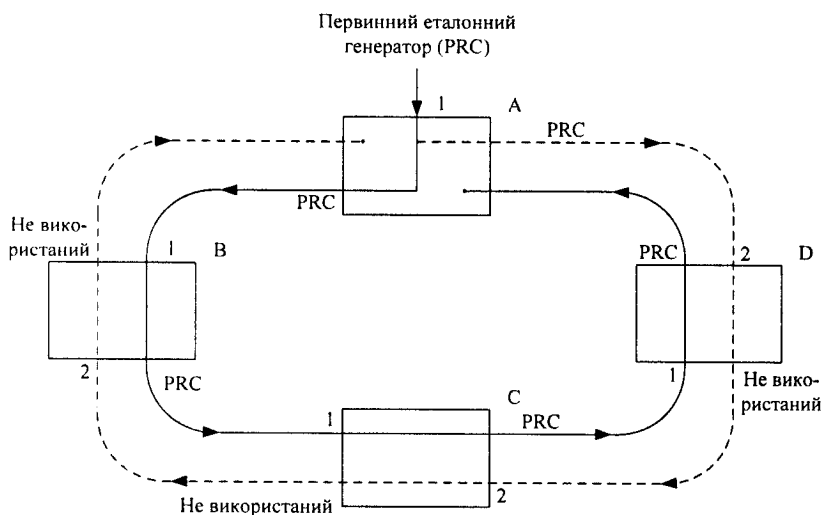 Первинний еталонний
генератор (PRC)
1
A
PRC
PRC
Не вико-
ристаний
1
B
PRC
2
D
2
PRC
1
Не вико-
ристаний
C
1
PRC
2
Не використаний